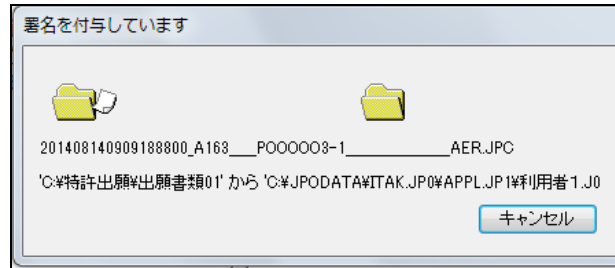 署名を付与しています
201408140909188800_A163___POOOOO3-1__________AER.JPC
'C:¥特許出願¥出願書類01' から 'C:¥JPODATA¥ITAK.JP0¥APPL.JP1¥利用者1.J0
キャンセル